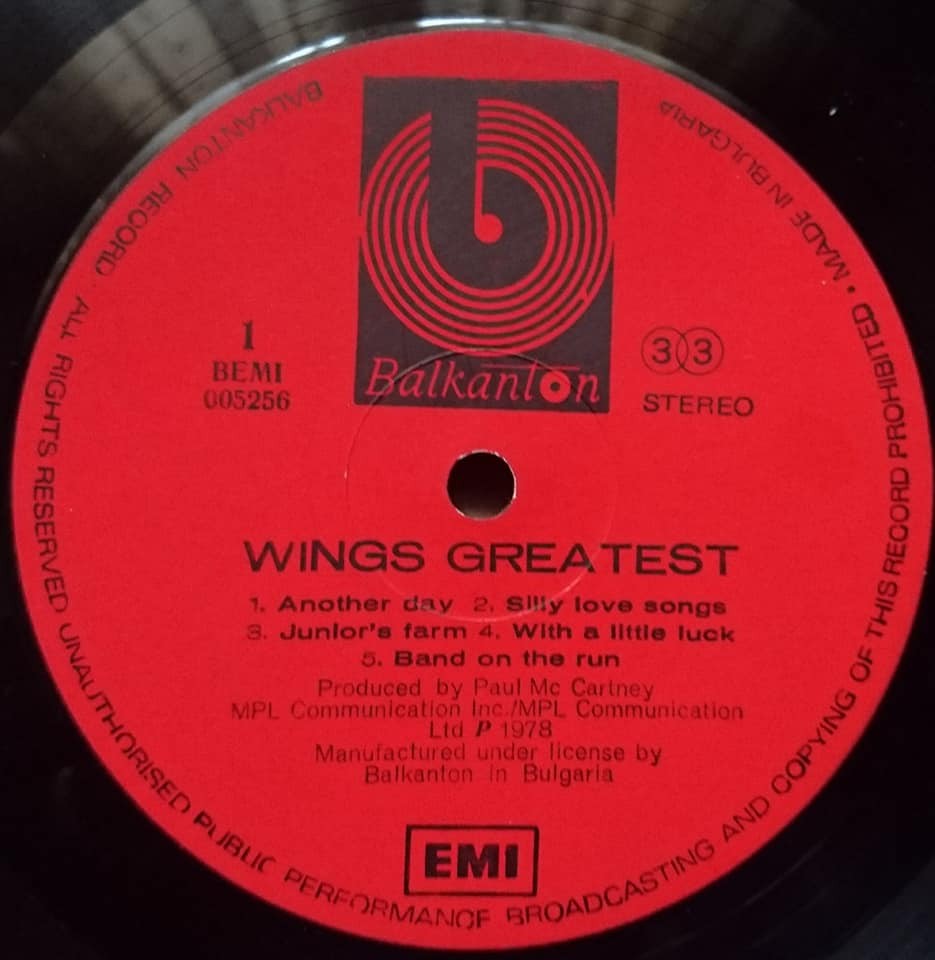 BALKANTON RECORD · ALL RIGHTS RESERVED UNAUTHORISED PUBLIC PERFORMANCE BROADCASTING AND COPYING OF THIS RECORD PROHIBITED • MADE IN BULGARIA
b
Balkanton
1
BEMI
005256
33
STEREO
WINGS GREATEST
1. Another day 2. Silly love songs
3. Junior's farm 4. With a little luck
5. Band on the run
Produced by Paul Mc Cartney
MPL Communication Inc./MPL Communication
Ltd P 1978
Manufactured under license by
Balkanton in Bulgaria
EMI